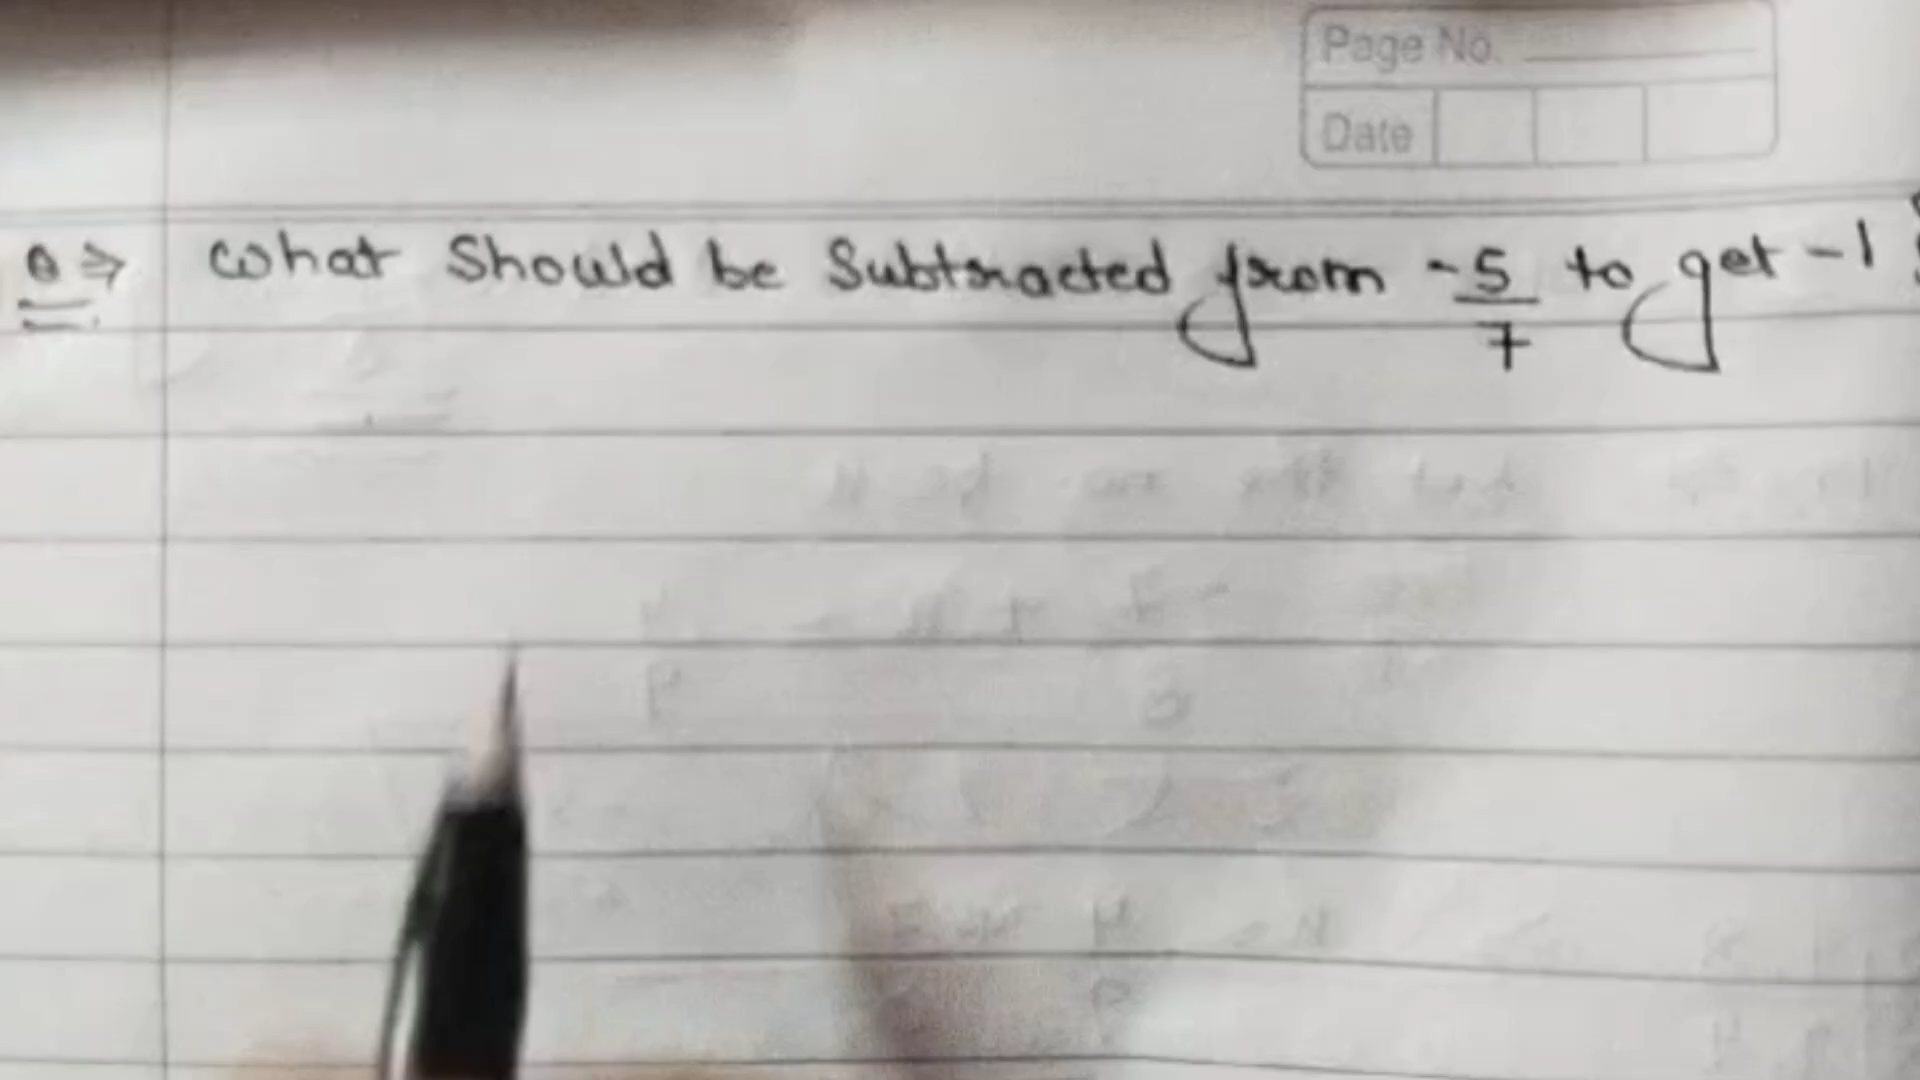 Page No.
Date
Q ⇒ What Should be Subtracted from -5/7 to get -1 ?